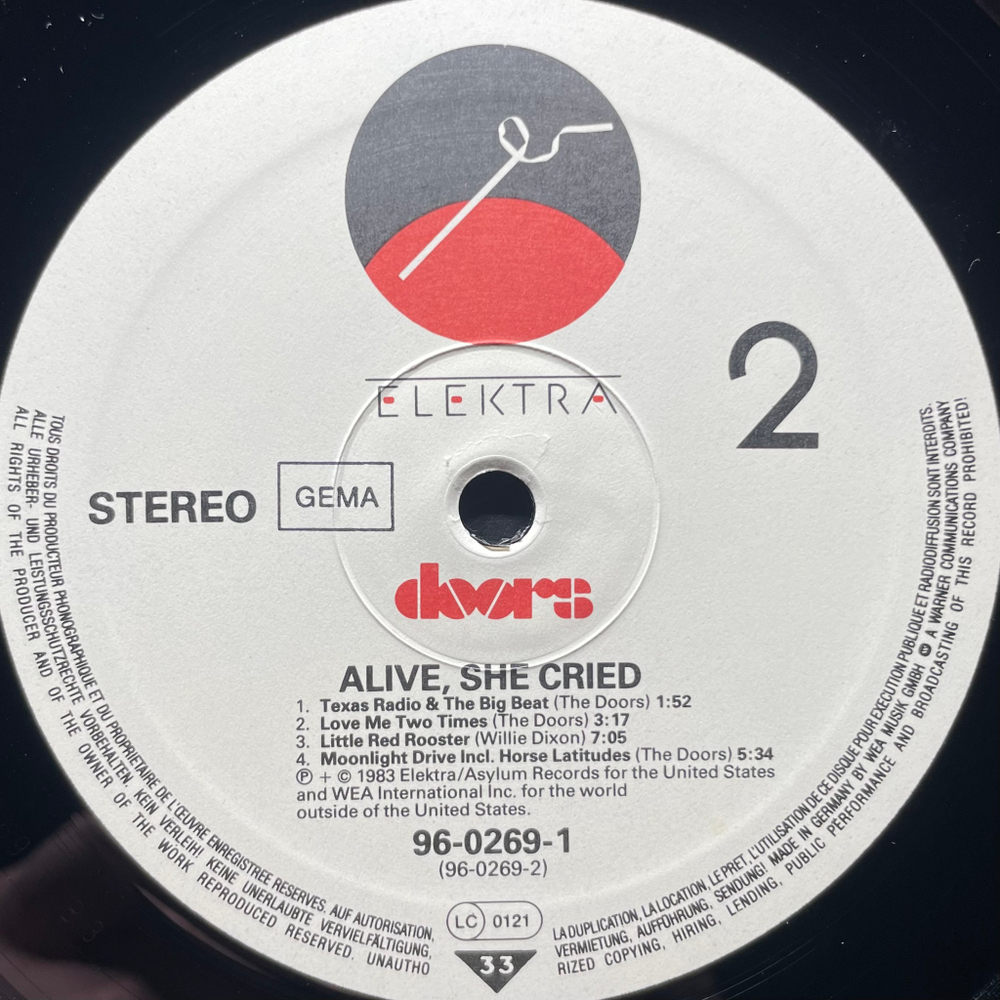 ELEKTRA
2
STEREO
GEMA
doors
ALIVE, SHE CRIED
1. Texas Radio & The Big Beat (The Doors) 1:52
2. Love Me Two Times (The Doors) 3:17
3. Little Red Rooster (Willie Dixon) 7:05
4. Moonlight Drive Incl. Horse Latitudes (The Doors) 5:34
℗ + © 1983 Elektra/Asylum Records for the United States
and WEA International Inc. for the world
outside of the United States.
96-0269-1
(96-0269-2)
LC 0121
33
TOUS DROITS DU PRODUCTEUR PHONOGRAPHIQUE ET DU PROPRIETAIRE DE L'ŒUVRE ENREGISTREE RESERVES. AUF AUTORISATION, LA DUPLICATION, LA LOCATION, LE PRET, L'UTILISATION DE CE DISQUE POUR EXECUTION PUBLIQUE ET RADIODIFFUSION SONT INTERDITS.
ALLE URHEBER- UND LEISTUNGSSCHUTZRECHTE VORBEHALTEN. KEIN VERLEIH! KEINE UNERLAUBTE VERVIELFÄLTIGUNG, VERMIETUNG, AUFFÜHRUNG, SENDUNG! MADE IN GERMANY BY WEA MUSIK GMBH A WARNER COMMUNICATIONS COMPANY
ALL RIGHTS OF THE PRODUCER AND OF THE OWNER OF THE WORK REPRODUCED RESERVED. UNAUTHORIZED COPYING, HIRING, LENDING, PUBLIC PERFORMANCE AND BROADCASTING OF THIS RECORD PROHIBITED!